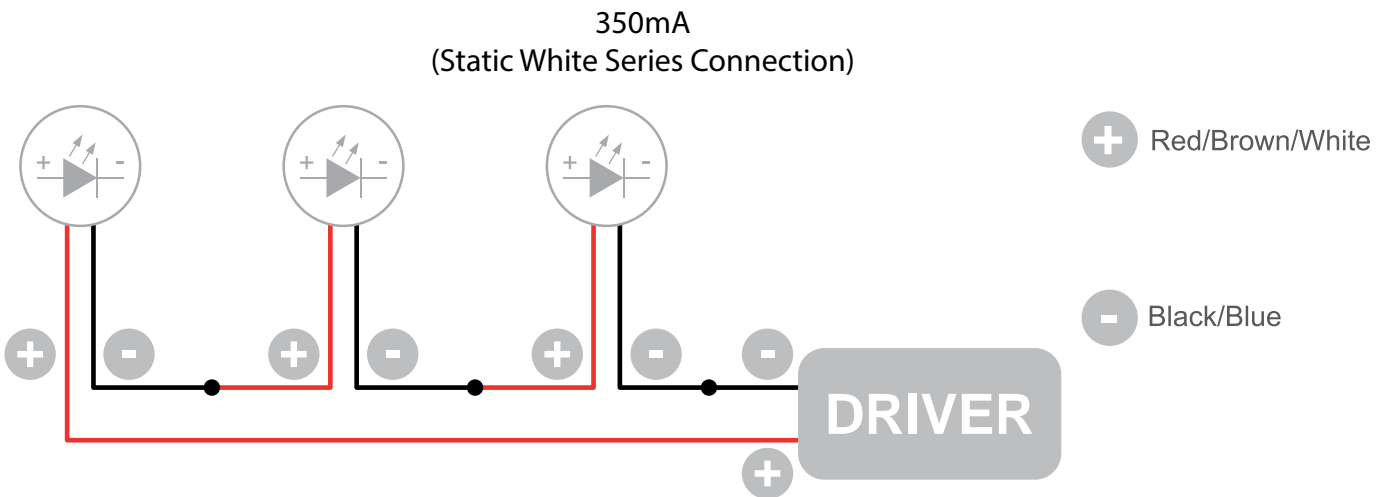 350mA
(Static White Series Connection)
+ - + - + -
+ Red/Brown/White
- Black/Blue
+ - + - + - -
DRIVER
+